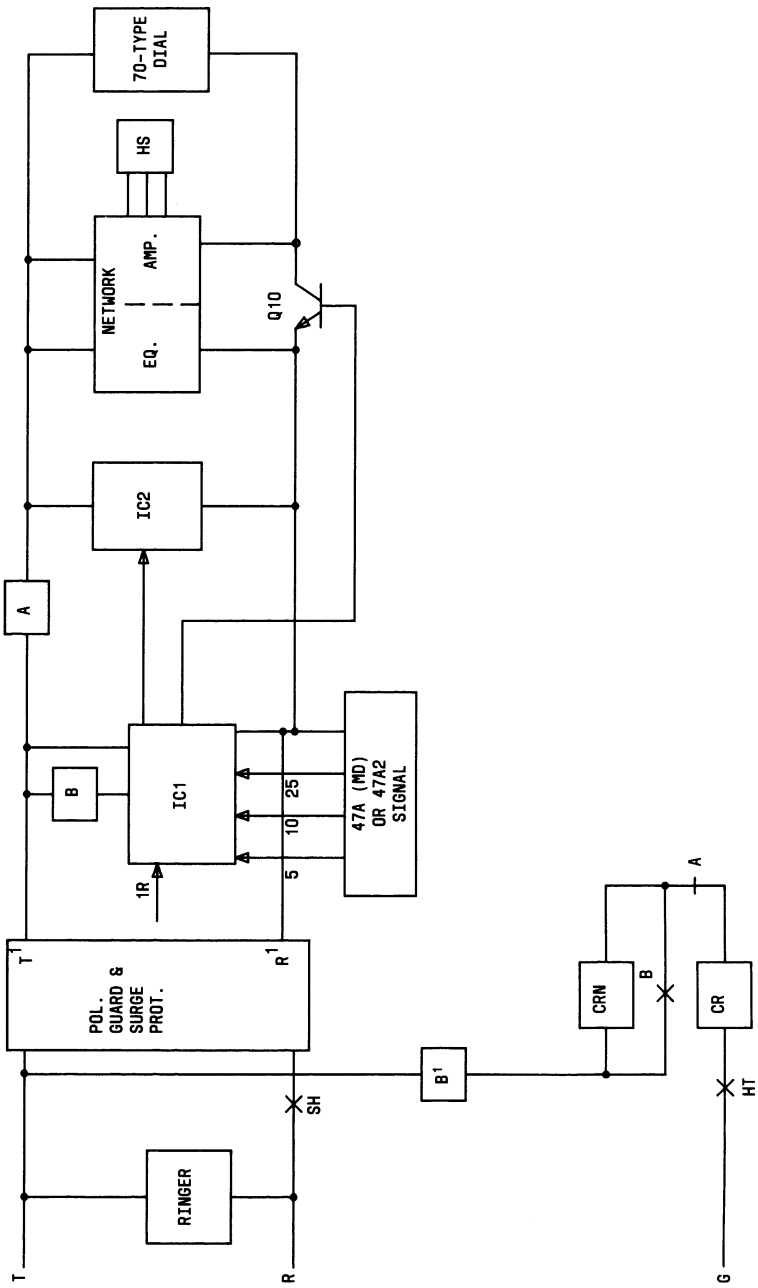 T
R
RINGER
SH
POL.
GUARD &
SURGE
PROT.
T1
R1
1R
B
IC1
5
10
25
47A (MD)
OR 47A2
SIGNAL
A
IC2
NETWORK
EQ.
AMP.
HS
Q10
70-TYPE
DIAL
B1
CRN
B
A
CR
HT
G